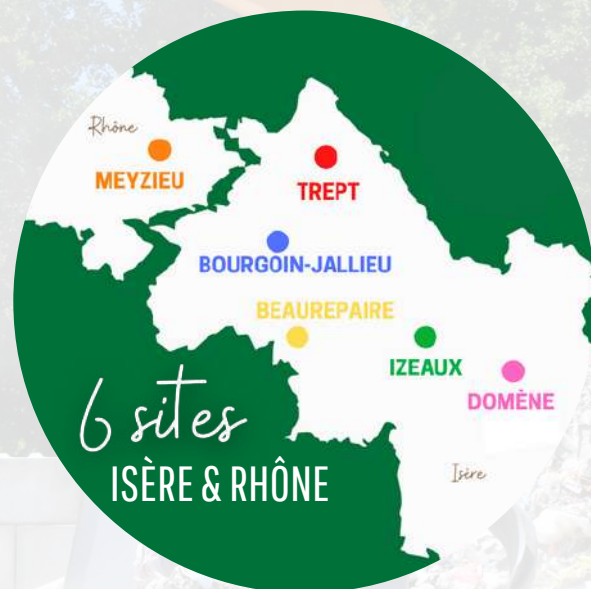 Rhône
MEYZIEU
TREPT
BOURGOIN-JALLIEU
BEAUREPAIRE
IZEAUX
DOMÈNE
6 sites
ISÈRE & RHÔNE
Isère